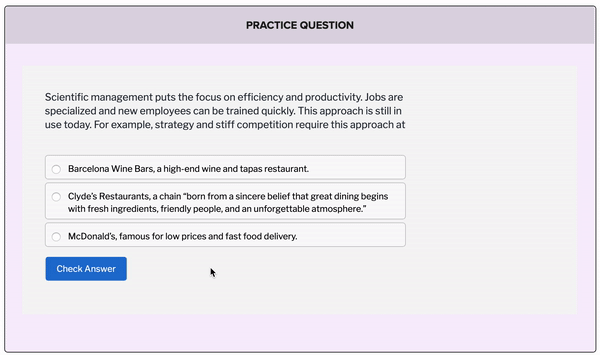 PRACTICE QUESTION
Scientific management puts the focus on efficiency and productivity. Jobs are
specialized and new employees can be trained quickly. This approach is still in
use today. For example, strategy and stiff competition require this approach at
Barcelona Wine Bars, a high-end wine and tapas restaurant.
Clyde's Restaurants, a chain “born from a sincere belief that great dining begins
with fresh ingredients, friendly people, and an unforgettable atmosphere.”
McDonald's, famous for low prices and fast food delivery.
Check Answer